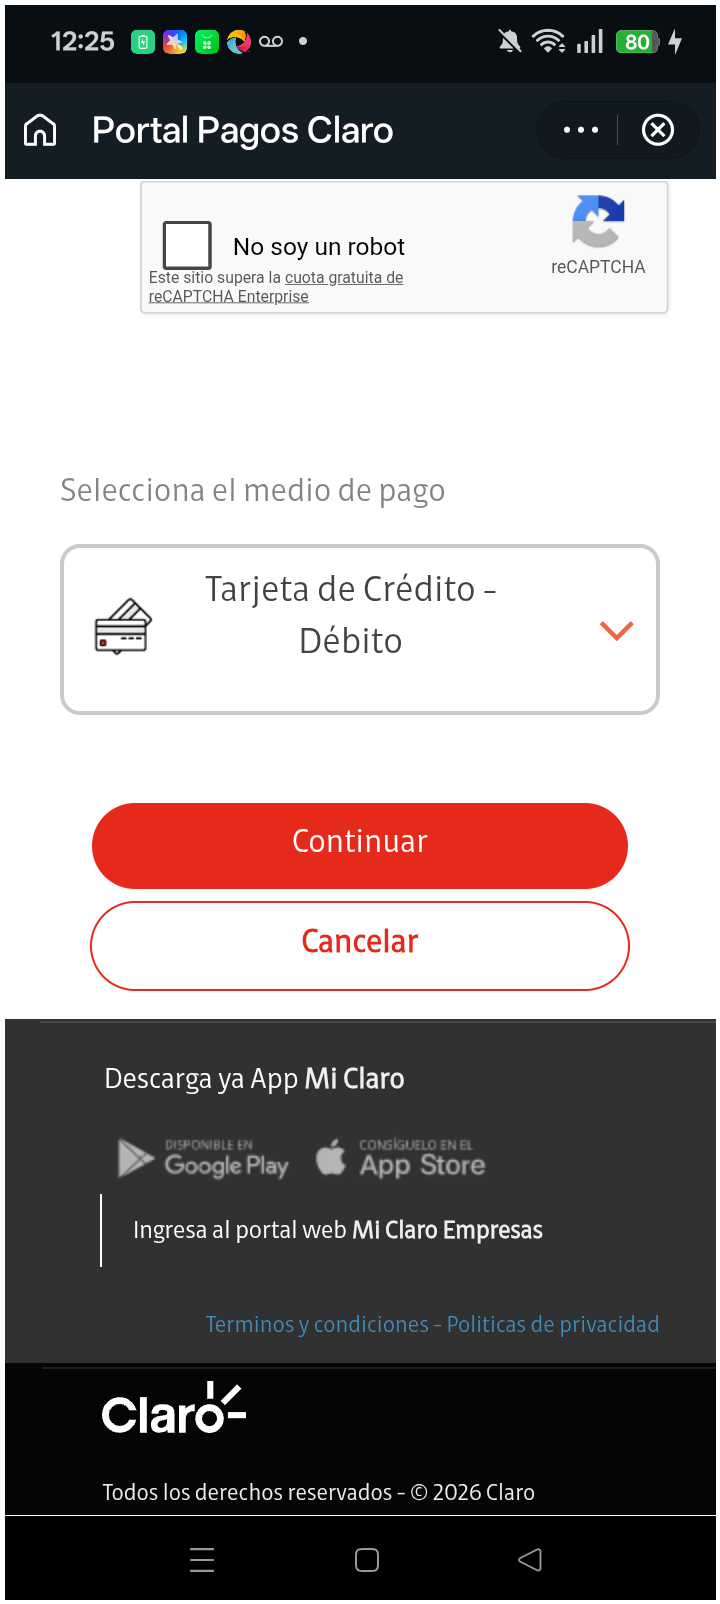 12:25
80
Portal Pagos Claro
No soy un robot
reCAPTCHA
Este sitio supera la cuota gratuita de
reCAPTCHA Enterprise
Selecciona el medio de pago
Tarjeta de Crédito -
Débito
Continuar
Cancelar
Descarga ya App Mi Claro
DISPONIBLE EN
Google Play
CONSÍGUELO EN EL
App Store
Ingresa al portal web Mi Claro Empresas
Terminos y condiciones - Politicas de privacidad
Claro
Todos los derechos reservados - © 2026 Claro